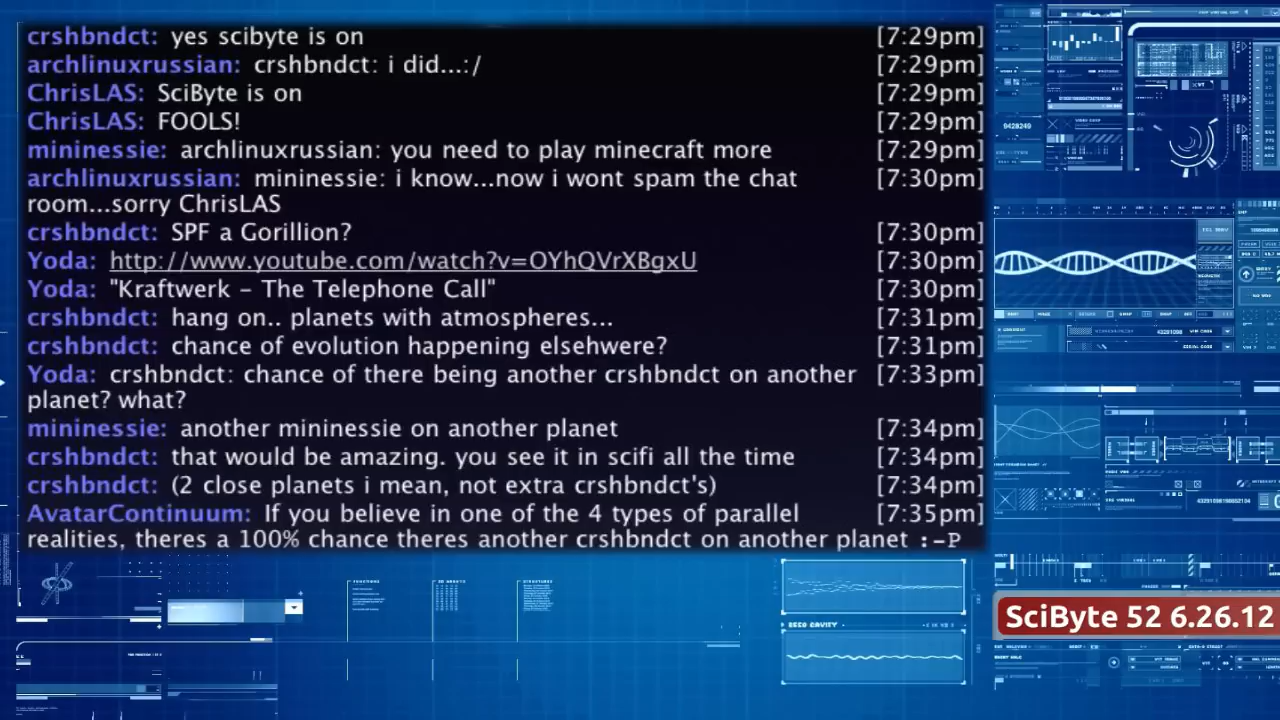 crshbndct: yes scibyte is on [7:29pm]
archlinuxrussian: crshbndct: i did...:/ [7:29pm]
ChrisLAS: SciByte is on [7:29pm]
ChrisLAS: FOOLS! [7:29pm]
mininessie: archlinuxrussian: you need to play minecraft more [7:29pm]
archlinuxrussian: mininessie: i know...now i wont spam the chat [7:30pm]
room...sorry ChrisLAS
crshbndct: SPF a Gorillion? [7:30pm]
Yoda: http://www.youtube.com/watch?v=OYhQVrXBgxU [7:30pm]
Yoda: "Kraftwerk - The Telephone Call" [7:30pm]
crshbndct: hang on.. planets with atmospheres... [7:31pm]
crshbndct: chance of evolution happening elsehwere? [7:31pm]
Yoda: crshbndct: chance of there being another crshbndct on another [7:33pm]
planet? what?
mininessie: another mininessie on another planet [7:34pm]
crshbndct: that would be amazing. you see it in scifi all the time [7:34pm]
crshbndct: (2 close planets i mean, not extra crshbndct's) [7:34pm]
AvatarContinuum: If you believe in one of the 4 types of parallel [7:35pm]
realities, theres a 100% chance theres another crshbndct on another planet :-P
9428249
SciByte 52 6.26.12